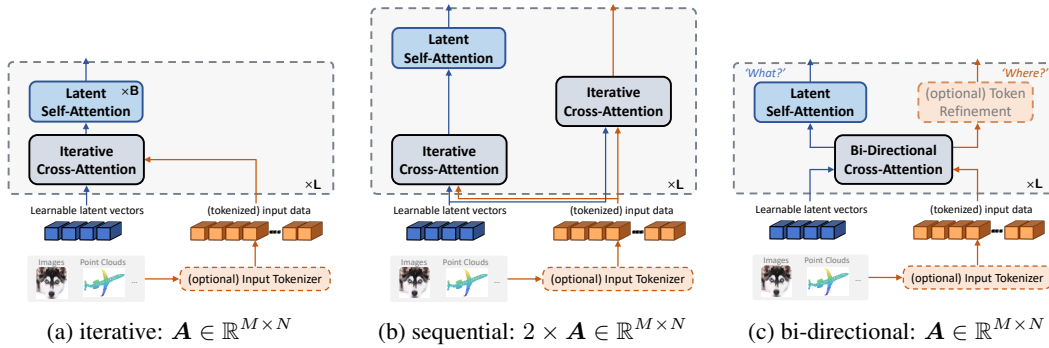 Latent
Self-Attention
×B
Iterative
Cross-Attention
×L
Learnable latent vectors
(tokenized) input data
Images
Point Clouds
...
(optional) Input Tokenizer
(a) iterative: A ∈ ℝ^{M×N}
Latent
Self-Attention
Iterative
Cross-Attention
Iterative
Cross-Attention
×L
Learnable latent vectors
(tokenized) input data
Images
Point Clouds
...
(optional) Input Tokenizer
(b) sequential: 2 × A ∈ ℝ^{M×N}
'What?'
'Where?'
Latent
Self-Attention
(optional) Token
Refinement
Bi-Directional
Cross-Attention
×L
Learnable latent vectors
(tokenized) input data
Images
Point Clouds
...
(optional) Input Tokenizer
(c) bi-directional: A ∈ ℝ^{M×N}